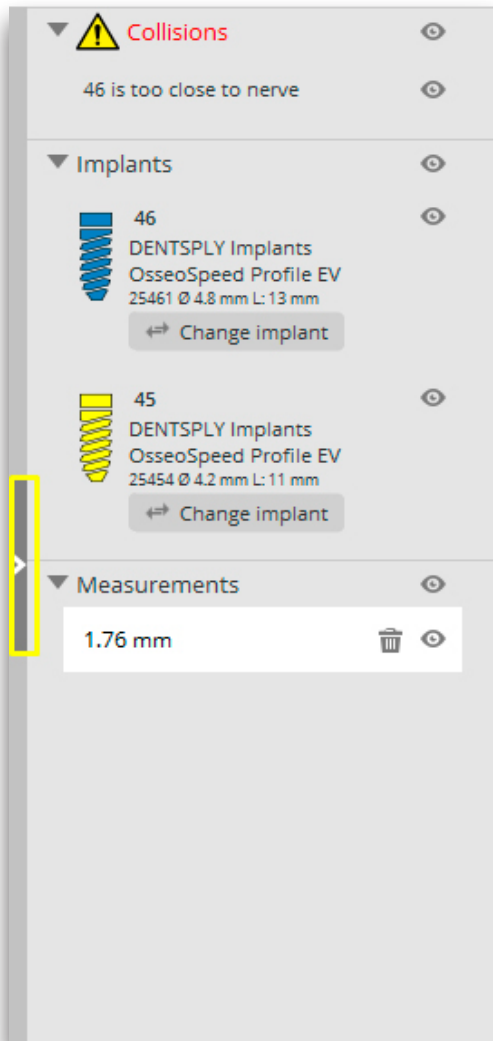 Collisions
46 is too close to nerve
Implants
46
DENTSPLY Implants
OsseoSpeed Profile EV
25461 Ø 4.8 mm L: 13 mm
Change implant
45
DENTSPLY Implants
OsseoSpeed Profile EV
25454 Ø 4.2 mm L: 11 mm
Change implant
Measurements
1.76 mm